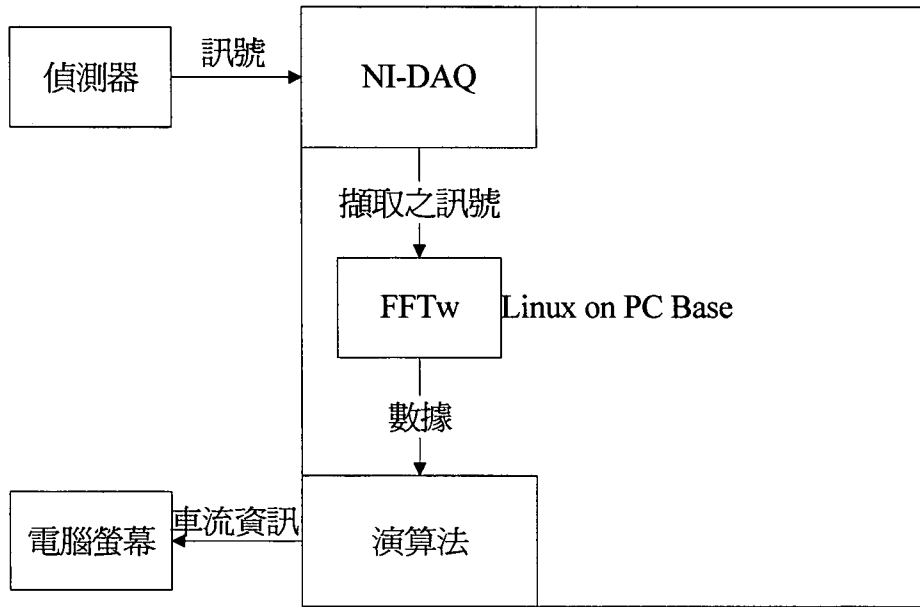 偵測器
訊號
NI-DAQ
擷取之訊號
FFTw
Linux on PC Base
數據
電腦螢幕
車流資訊
演算法